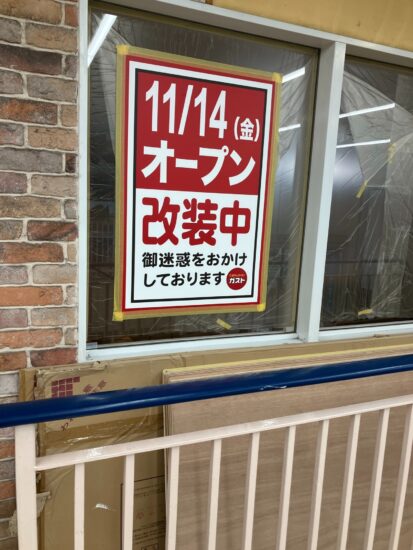 11/14(金)
オープン
改装中
御迷惑をおかけ
しております
ガスト